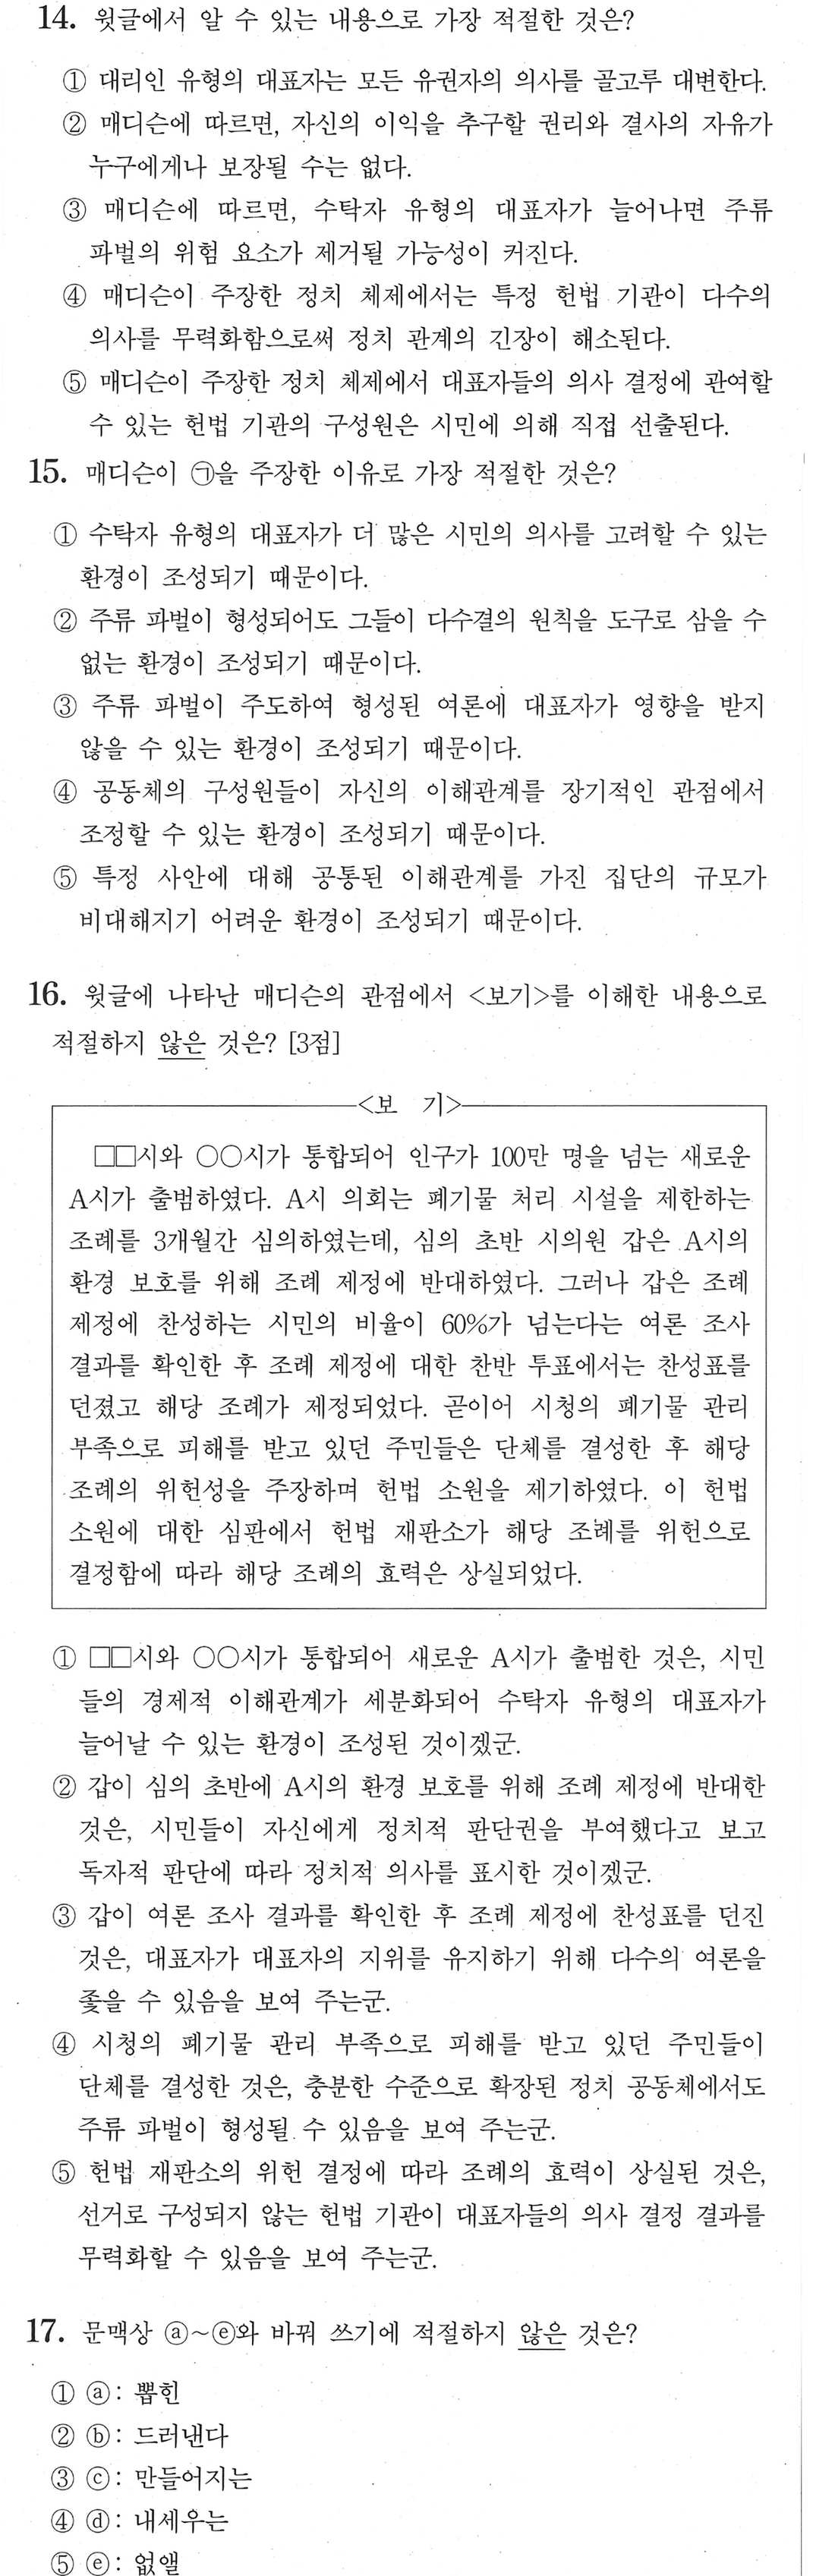 14. 윗글에서 알 수 있는 내용으로 가장 적절한 것은?
① 대리인 유형의 대표자는 모든 유권자의 의사를 골고루 대변한다.
② 매디슨에 따르면, 자신의 이익을 추구할 권리와 결사의 자유가
누구에게나 보장될 수는 없다.
③ 매디슨에 따르면, 수탁자 유형의 대표자가 늘어나면 주류
파벌의 위험 요소가 제거될 가능성이 커진다.
④ 매디슨이 주장한 정치 체제에서는 특정 헌법 기관이 다수의
의사를 무력화함으로써 정치 관계의 긴장이 해소된다.
⑤ 매디슨이 주장한 정치 체제에서 대표자들의 의사 결정에 관여할
수 있는 헌법 기관의 구성원은 시민에 의해 직접 선출된다.
15. 매디슨이 ㉠을 주장한 이유로 가장 적절한 것은?
① 수탁자 유형의 대표자가 더 많은 시민의 의사를 고려할 수 있는
환경이 조성되기 때문이다.
② 주류 파벌이 형성되어도 그들이 다수결의 원칙을 도구로 삼을 수
없는 환경이 조성되기 때문이다.
③ 주류 파벌이 주도하여 형성된 여론에 대표자가 영향을 받지
않을 수 있는 환경이 조성되기 때문이다.
④ 공동체의 구성원들이 자신의 이해관계를 장기적인 관점에서
조정할 수 있는 환경이 조성되기 때문이다.
⑤ 특정 사안에 대해 공통된 이해관계를 가진 집단의 규모가
비대해지기 어려운 환경이 조성되기 때문이다.
16. 윗글에 나타난 매디슨의 관점에서 <보기>를 이해한 내용으로
적절하지 않은 것은? [3점]
<보 기>
□□시와 ○○시가 통합되어 인구가 100만 명을 넘는 새로운
A시가 출범하였다. A시 의회는 폐기물 처리 시설을 제한하는
조례를 3개월간 심의하였는데, 심의 초반 시의원 갑은 A시의
환경 보호를 위해 조례 제정에 반대하였다. 그러나 갑은 조례
제정에 찬성하는 시민의 비율이 60%가 넘는다는 여론 조사
결과를 확인한 후 조례 제정에 대한 찬반 투표에서는 찬성표를
던졌고 해당 조례가 제정되었다. 곧이어 시청의 폐기물 관리
부족으로 피해를 받고 있던 주민들은 단체를 결성한 후 해당
조례의 위헌성을 주장하며 헌법 소원을 제기하였다. 이 헌법
소원에 대한 심판에서 헌법 재판소가 해당 조례를 위헌으로
결정함에 따라 해당 조례의 효력은 상실되었다.
① □□시와 ○○시가 통합되어 새로운 A시가 출범한 것은, 시민
들의 경제적 이해관계가 세분화되어 수탁자 유형의 대표자가
늘어날 수 있는 환경이 조성된 것이겠군.
② 갑이 심의 초반에 A시의 환경 보호를 위해 조례 제정에 반대한
것은, 시민들이 자신에게 정치적 판단권을 부여했다고 보고
독자적 판단에 따라 정치적 의사를 표시한 것이겠군.
③ 갑이 여론 조사 결과를 확인한 후 조례 제정에 찬성표를 던진
것은, 대표자가 대표자의 지위를 유지하기 위해 다수의 여론을
좇을 수 있음을 보여 주는군.
④ 시청의 폐기물 관리 부족으로 피해를 받고 있던 주민들이
단체를 결성한 것은, 충분한 수준으로 확장된 정치 공동체에서도
주류 파벌이 형성될 수 있음을 보여 주는군.
⑤ 헌법 재판소의 위헌 결정에 따라 조례의 효력이 상실된 것은,
선거로 구성되지 않는 헌법 기관이 대표자들의 의사 결정 결과를
무력화할 수 있음을 보여 주는군.
17. 문맥상 ⓐ~ⓔ와 바꿔 쓰기에 적절하지 않은 것은?
① ⓐ: 뽑힌
② ⓑ: 드러낸다
③ ⓒ: 만들어지는
④ ⓓ: 내세우는
⑤ ⓔ: 없앨